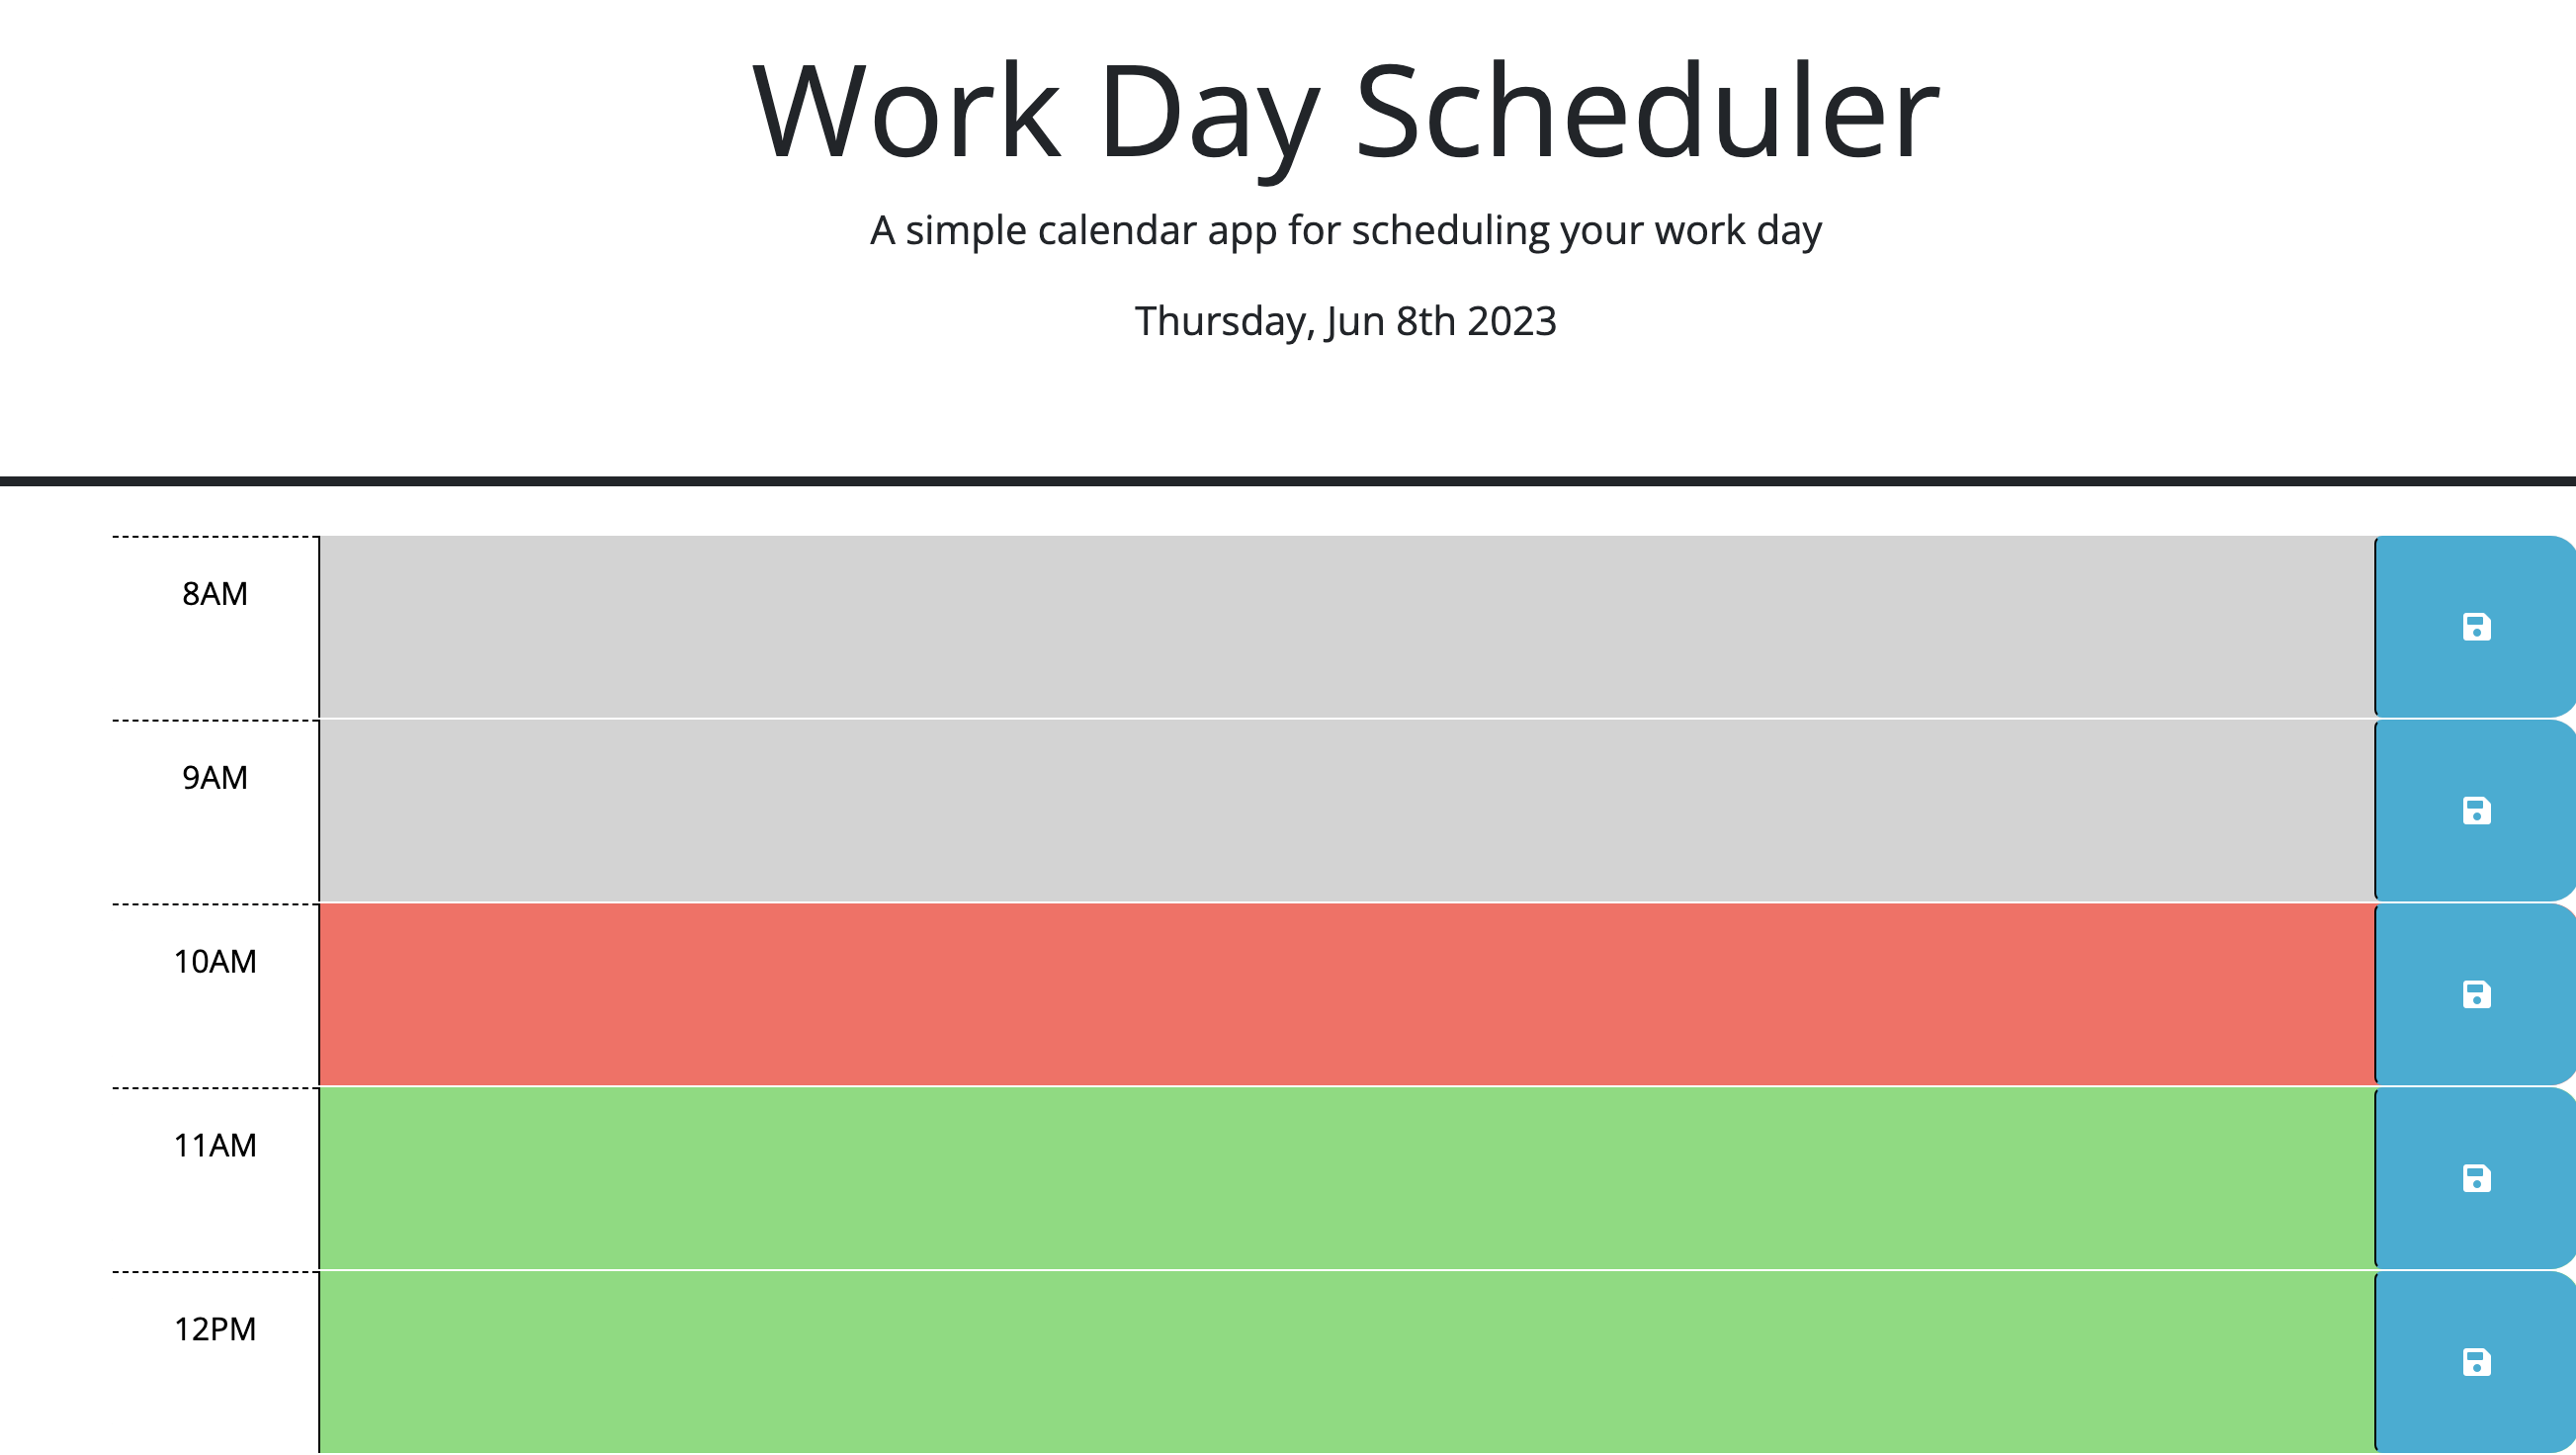 Work Day Scheduler
A simple calendar app for scheduling your work day
Thursday, Jun 8th 2023
8AM
9AM
10AM
11AM
12PM